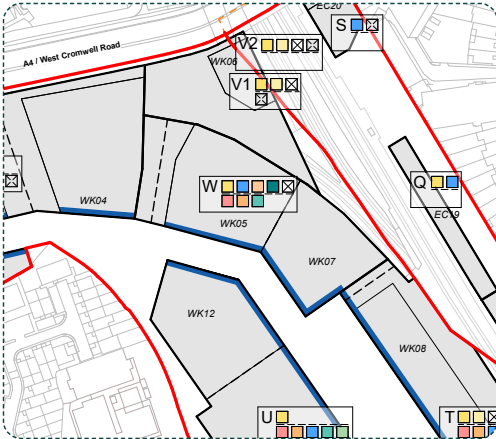 EC20
S
A4 / West Cromwell Road
V2
WK06
V1
Q
W
EC19
WK04
WK05
WK07
WK12
WK08
U
T